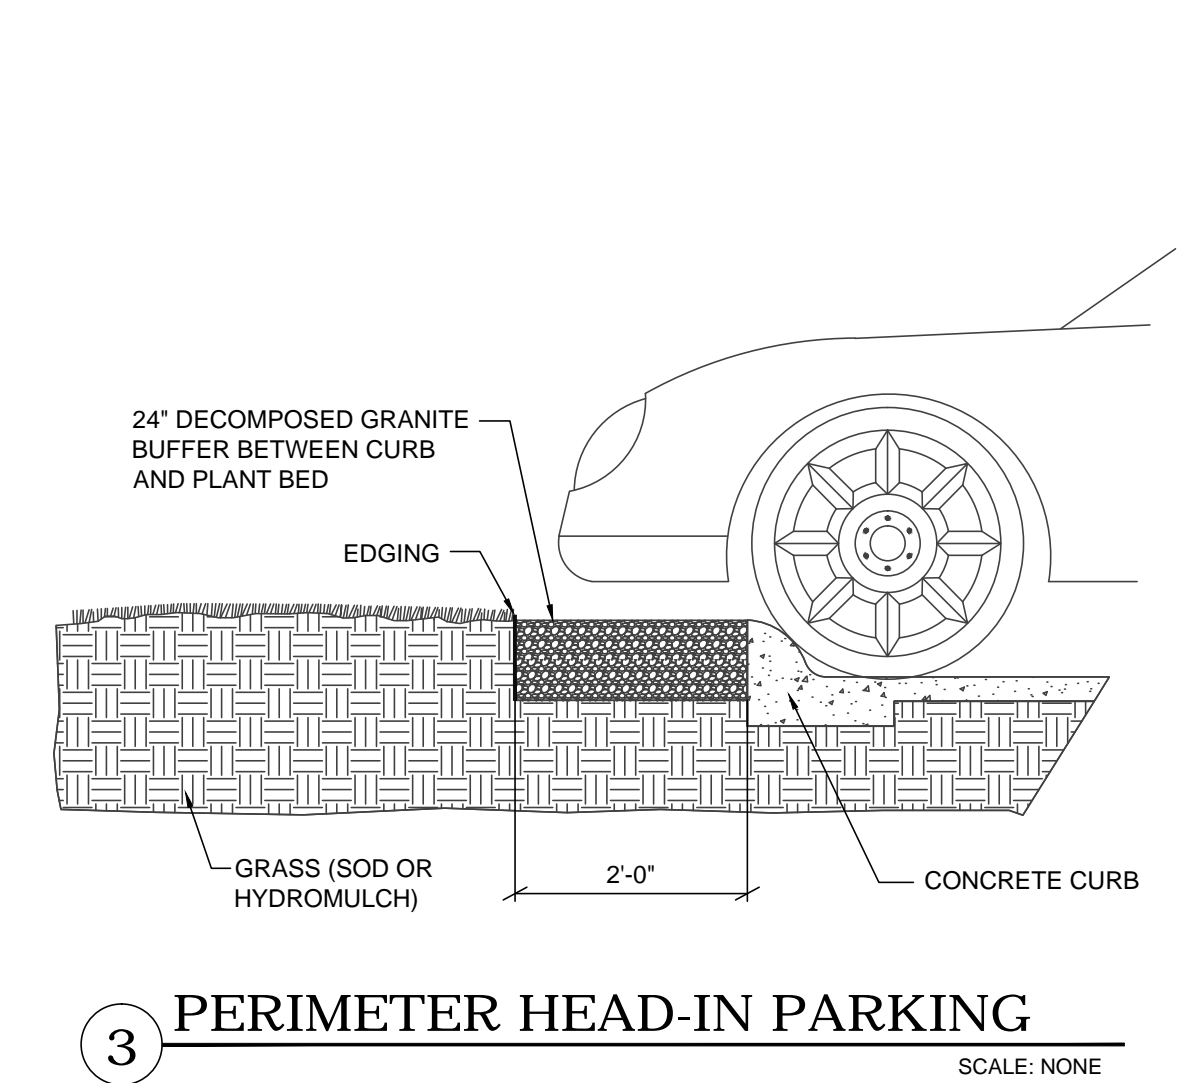 24" DECOMPOSED GRANITE
BUFFER BETWEEN CURB
AND PLANT BED
EDGING
GRASS (SOD OR
HYDROMULCH)
2'-0"
CONCRETE CURB
3
PERIMETER HEAD-IN PARKING
SCALE: NONE